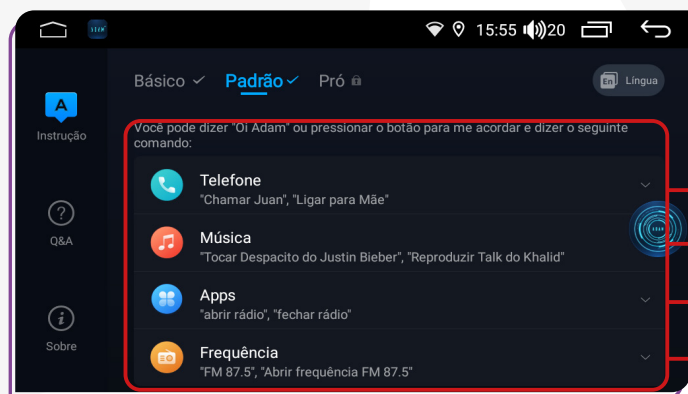 15:55 20
Básico Padrão Pró En Língua
A
Instrução
Você pode dizer "Oi Adam" ou pressionar o botão para me acordar e dizer o seguinte
comando:
Telefone
"Chamar Juan", "Ligar para Mãe"
?
Q&A
Música
"Tocar Despacito do Justin Bieber", "Reproduzir Talk do Khalid"
Apps
"abrir rádio", "fechar rádio"
i
Sobre
Frequência
"FM 87.5", "Abrir frequência FM 87.5"